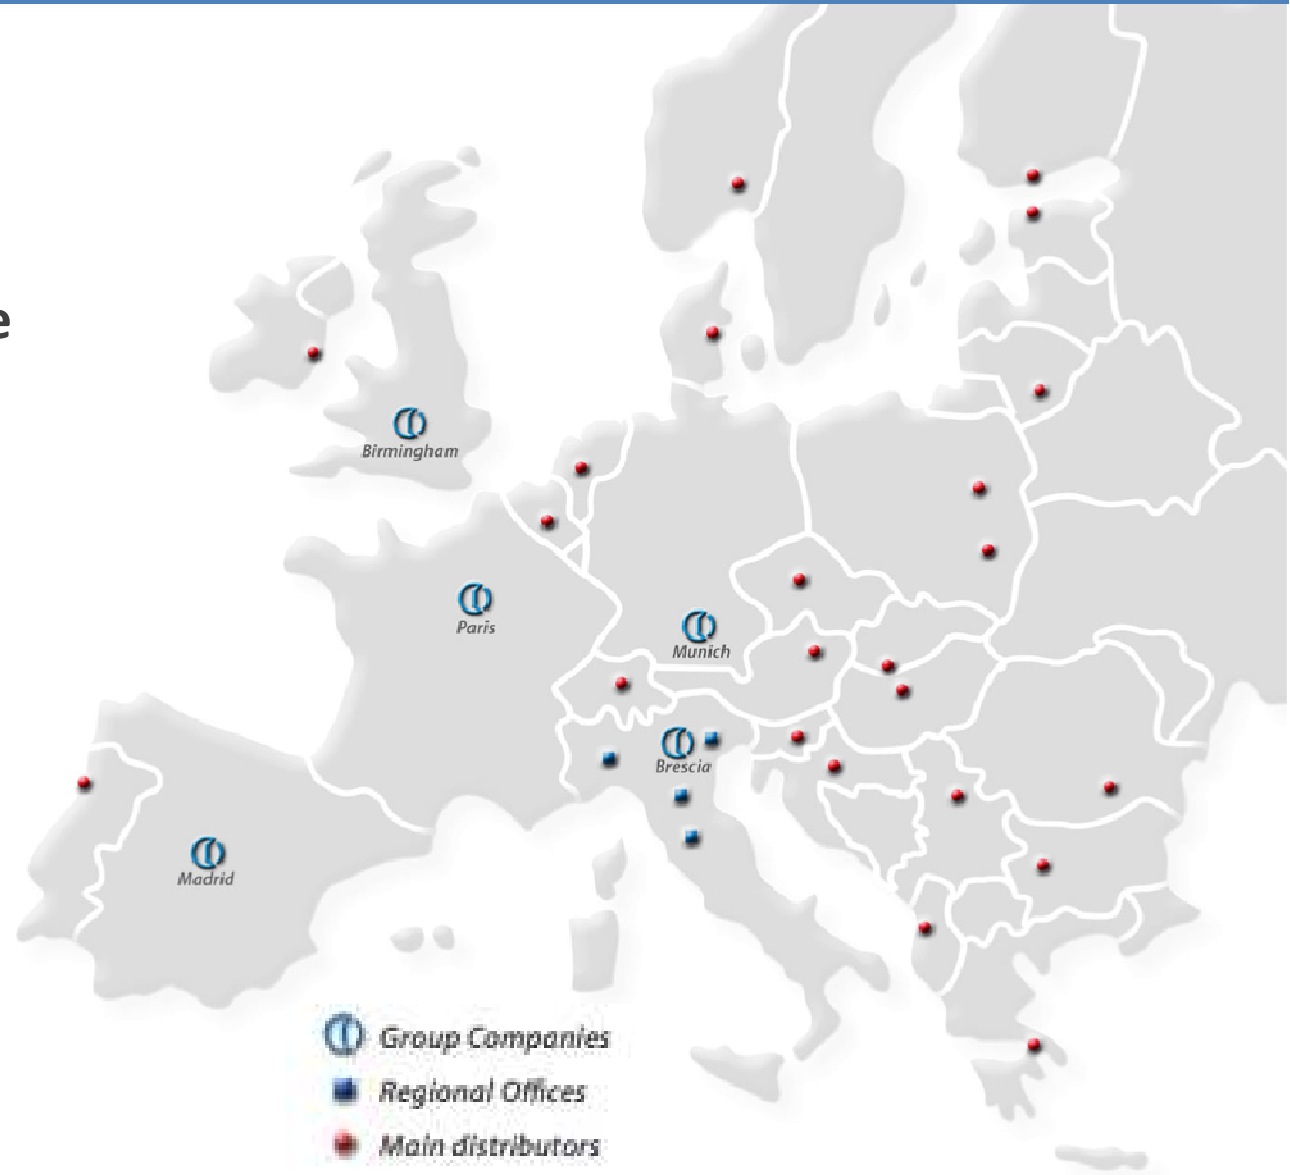 e
Birmingham
Paris
Munich
Brescia
Madrid
Group Companies
Regional Offices
Main distributors